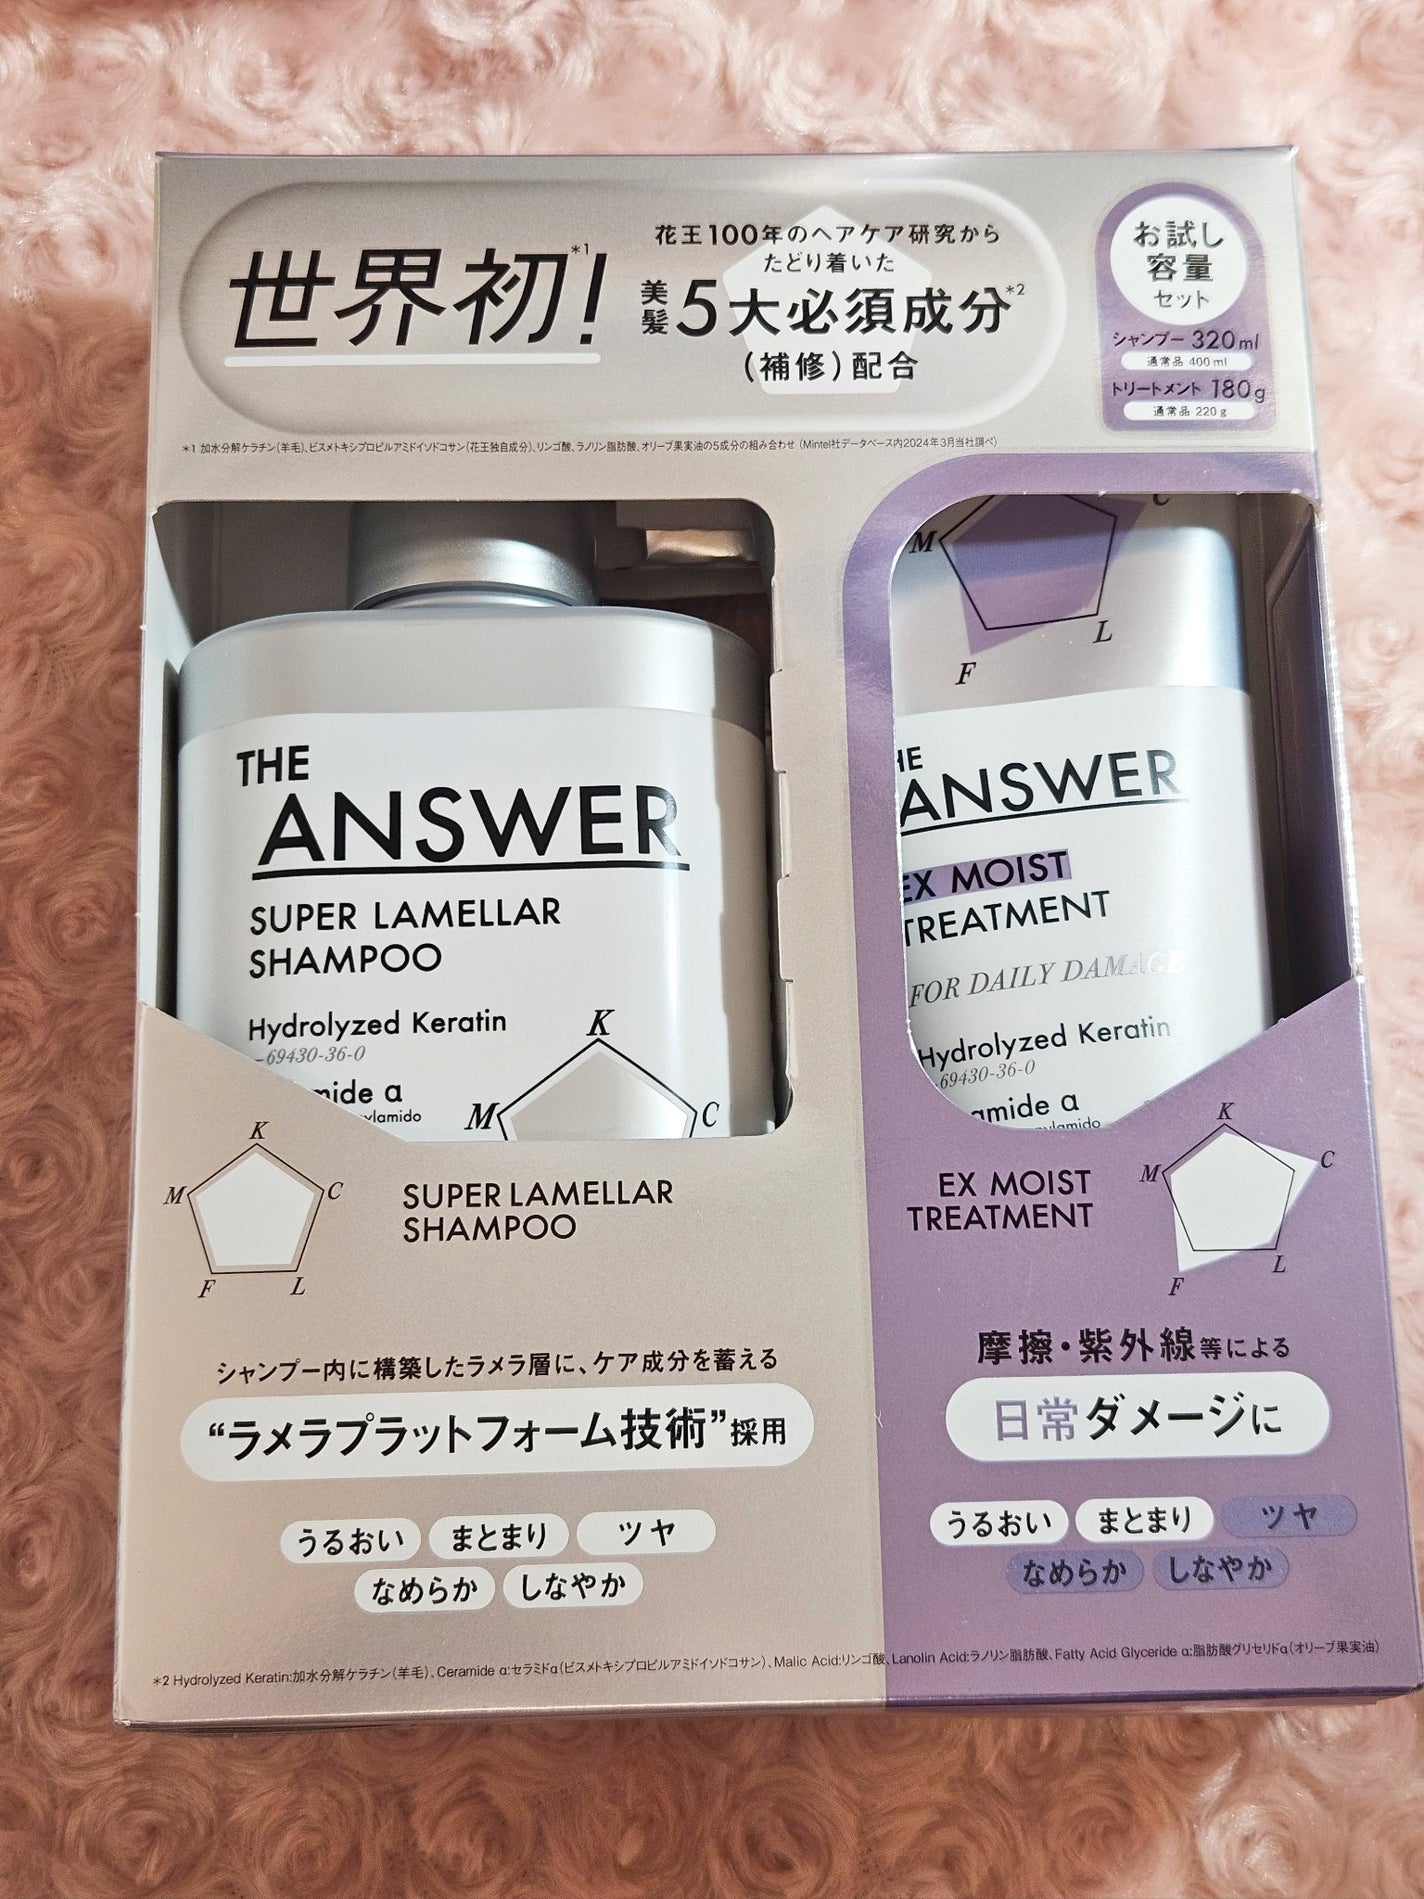 世界初!*1
花王100年のヘアケア研究から
たどり着いた
美髪5大必須成分*2
(補修)配合
お試し
容量
セット
シャンプー 320ml
通常品 400ml
トリートメント 180g
通常品 220g
*1 加水分解ケラチン(羊毛)、ビスメトキシプロピルアミドイソドコサン(花王独自成分)、リンゴ酸、ラノリン脂肪酸、オリーブ果実油の5成分の組み合わせ (Mintel社データベース内2024年3月当社調べ)
THE
ANSWER
SUPER LAMELLAR
SHAMPOO
Hydrolyzed Keratin
-69430-36-0
mide α
ylamido
K
M
C
C
M
L
F
HE
ANSWER
EX MOIST
TREATMENT
FOR DAILY DAMAGE
Hydrolyzed Keratin
-69430-36-0
amide α
K
M
C
F
L
SUPER LAMELLAR
SHAMPOO
シャンプー内に構築したラメラ層に、ケア成分を蓄える
“ラメラプラットフォーム技術”採用
うるおい まとまり ツヤ
なめらか しなやか
EX MOIST
TREATMENT
K
M
C
L
F
摩擦・紫外線等による
日常ダメージに
うるおい まとまり ツヤ
なめらか しなやか
*2 Hydrolyzed Keratin:加水分解ケラチン(羊毛)、Ceramide α:セラミドα(ビスメトキシプロピルアミドイソドコサン)、Malic Acid:リンゴ酸、Lanolin Acid:ラノリン脂肪酸、Fatty Acid Glyceride α:脂肪酸グリセリドα(オリーブ果実油)